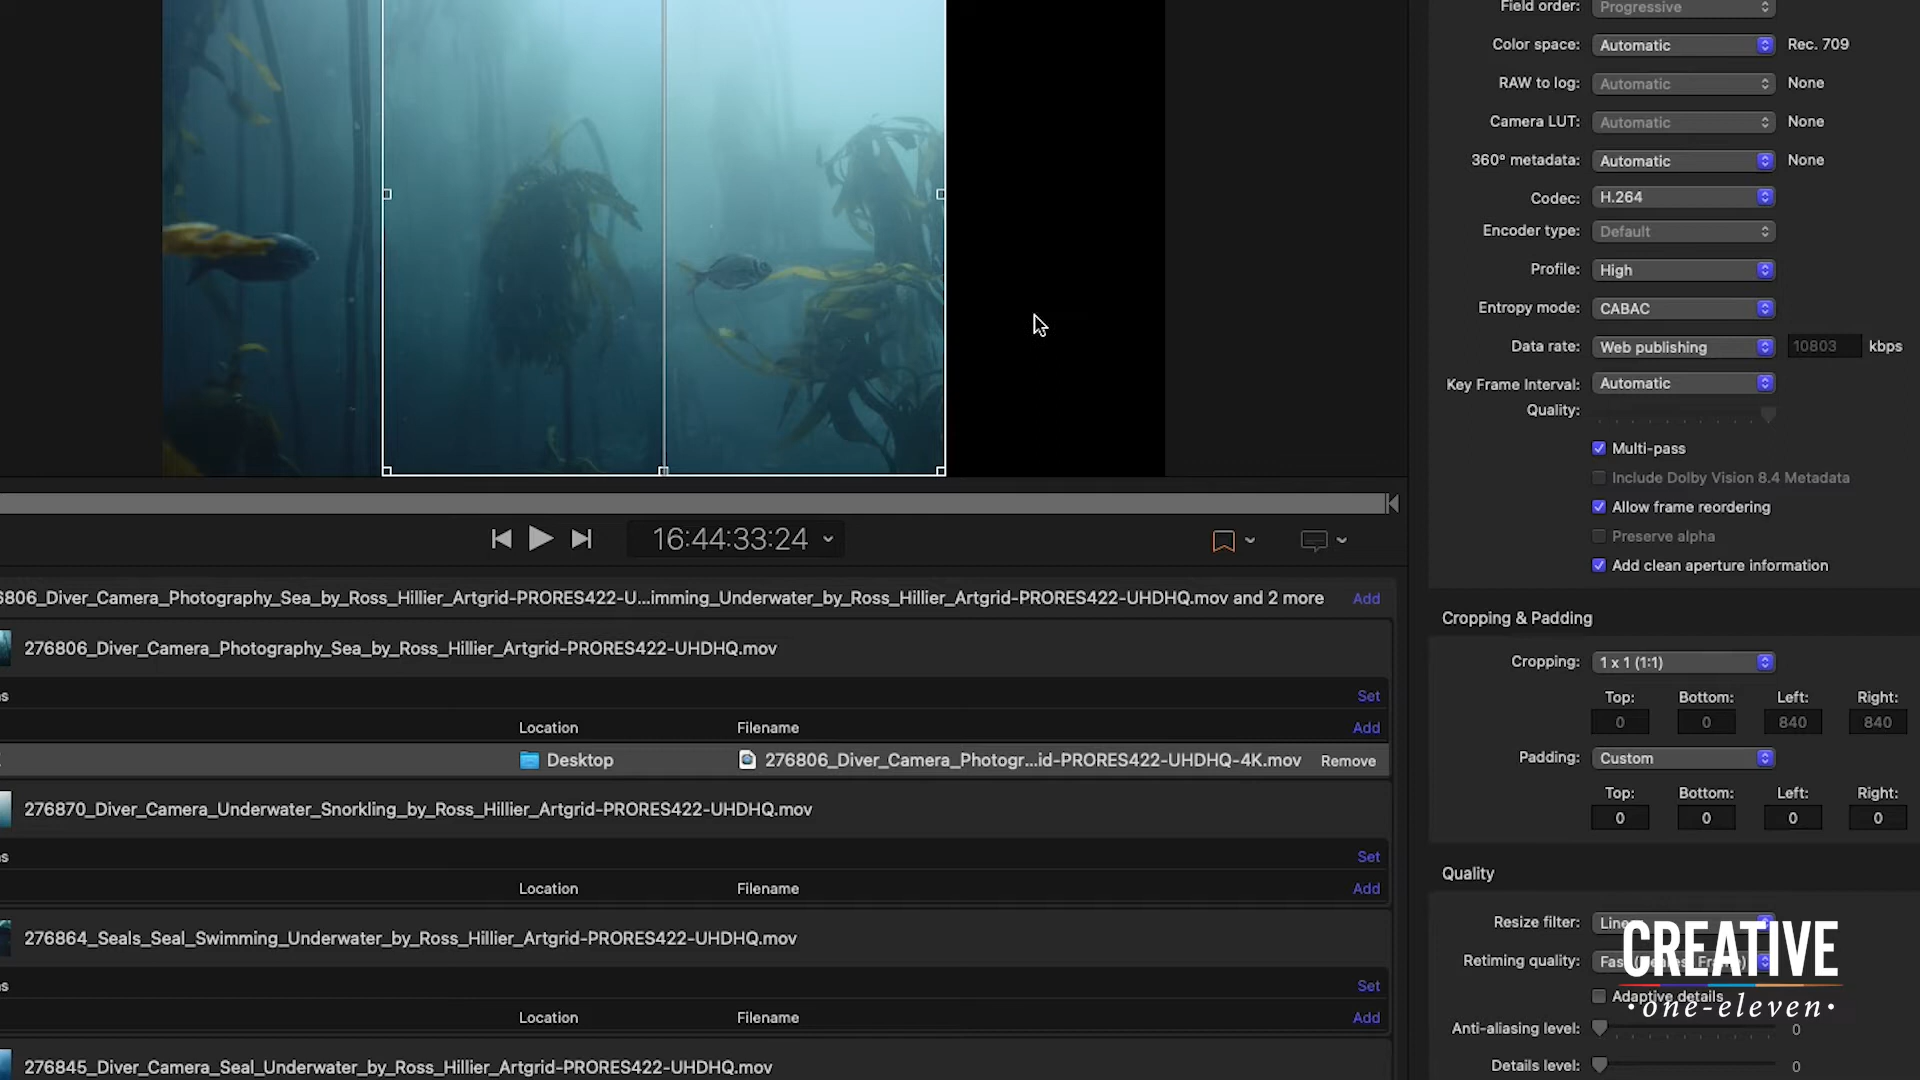 Field order: Progressive
Color space: Automatic Rec. 709
RAW to log: Automatic None
Camera LUT: Automatic None
360° metadata: Automatic None
Codec: H.264
Encoder type: Default
Profile: High
Entropy mode: CABAC
Data rate: Web publishing 10803 kbps
Key Frame Interval: Automatic
Quality:
Multi-pass
Include Dolby Vision 8.4 Metadata
Allow frame reordering
Preserve alpha
Add clean aperture information
Cropping & Padding
Cropping: 1 x 1 (1:1)
Top: Bottom: Left: Right:
0 0 840 840
Padding: Custom
Top: Bottom: Left: Right:
0 0 0 0
Quality
Resize filter:
Retiming quality:
Adaptive details
Anti-aliasing level: 0
Details level: 0
CREATIVE
·one-eleven·
16:44:33:24
6806_Diver_Camera_Photography_Sea_by_Ross_Hillier_Artgrid-PRORES422-U...imming_Underwater_by_Ross_Hillier_Artgrid-PRORES422-UHDHQ.mov and 2 more Add
276806_Diver_Camera_Photography_Sea_by_Ross_Hillier_Artgrid-PRORES422-UHDHQ.mov
s Set
Location Filename Add
Desktop 276806_Diver_Camera_Photogr...id-PRORES422-UHDHQ-4K.mov Remove
276870_Diver_Camera_Underwater_Snorkling_by_Ross_Hillier_Artgrid-PRORES422-UHDHQ.mov
s Set
Location Filename Add
276864_Seals_Seal_Swimming_Underwater_by_Ross_Hillier_Artgrid-PRORES422-UHDHQ.mov
s Set
Location Filename Add
276845_Diver_Camera_Seal_Underwater_by_Ross_Hillier_Artgrid-PRORES422-UHDHQ.mov